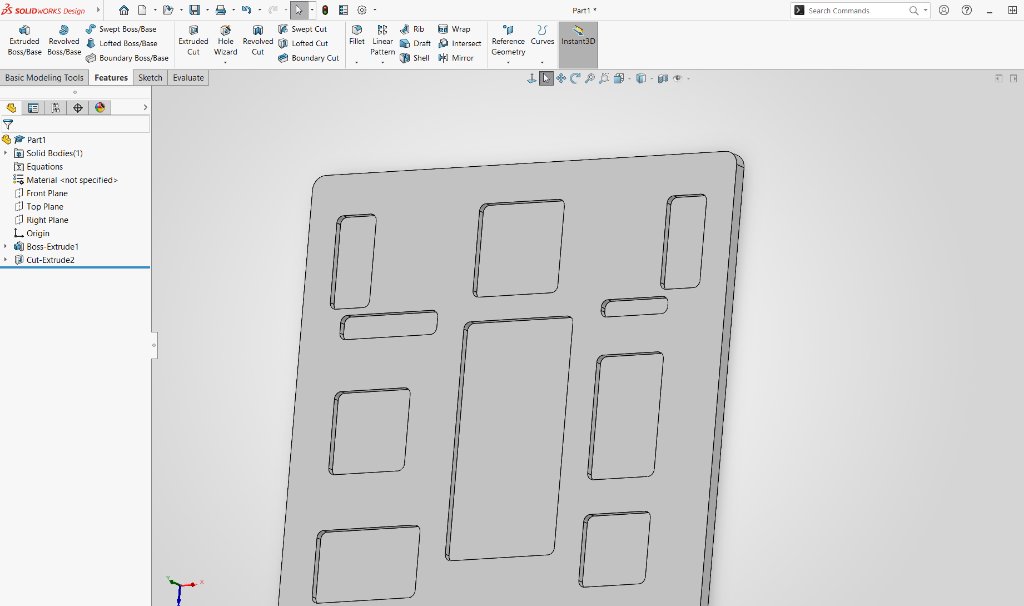 SOLIDWORKS Design
Part1 *
Search Commands
Extruded Boss/Base
Revolved Boss/Base
Swept Boss/Base
Lofted Boss/Base
Boundary Boss/Base
Extruded Cut
Hole Wizard
Revolved Cut
Swept Cut
Lofted Cut
Boundary Cut
Fillet
Linear Pattern
Rib
Draft
Shell
Wrap
Intersect
Mirror
Reference Geometry
Curves
Instant3D
Basic Modeling Tools
Features
Sketch
Evaluate
Part1
Solid Bodies(1)
Equations
Material <not specified>
Front Plane
Top Plane
Right Plane
Origin
Boss-Extrude1
Cut-Extrude2
X